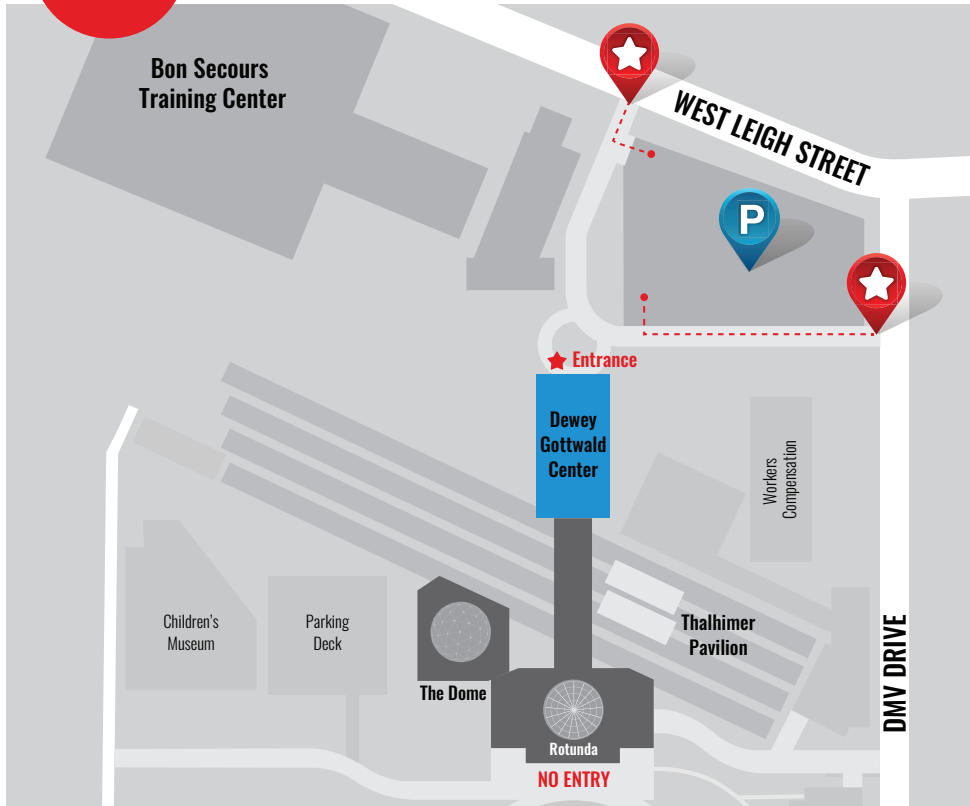 Bon Secours
Training Center
WEST LEIGH STREET
P
Entrance
Dewey
Gottwald
Center
Workers
Compensation
Children's
Museum
Parking
Deck
The Dome
Thalhimer
Pavilion
DMV DRIVE
Rotunda
NO ENTRY